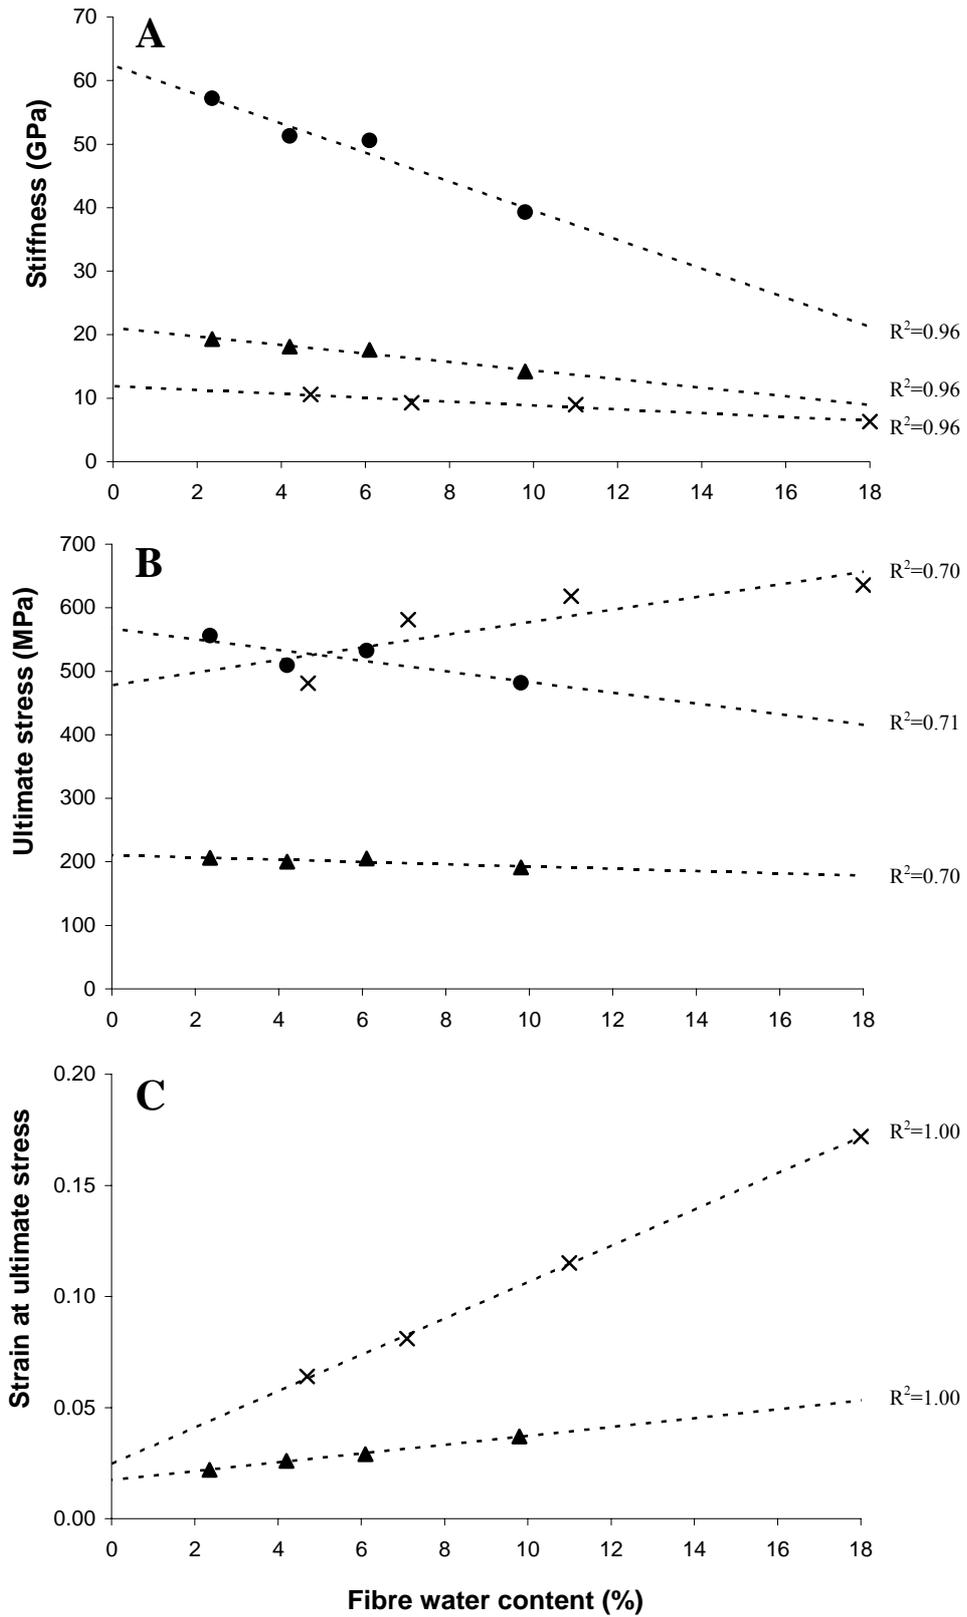 A
Stiffness (GPa)
70
60
50
40
30
20
10
0
R²=0.96
R²=0.96
R²=0.96
0 2 4 6 8 10 12 14 16 18
B
Ultimate stress (MPa)
700
600
500
400
300
200
100
0
R²=0.70
R²=0.71
R²=0.70
0 2 4 6 8 10 12 14 16 18
C
Strain at ultimate stress
0.20
0.15
0.10
0.05
0.00
R²=1.00
R²=1.00
0 2 4 6 8 10 12 14 16 18
Fibre water content (%)